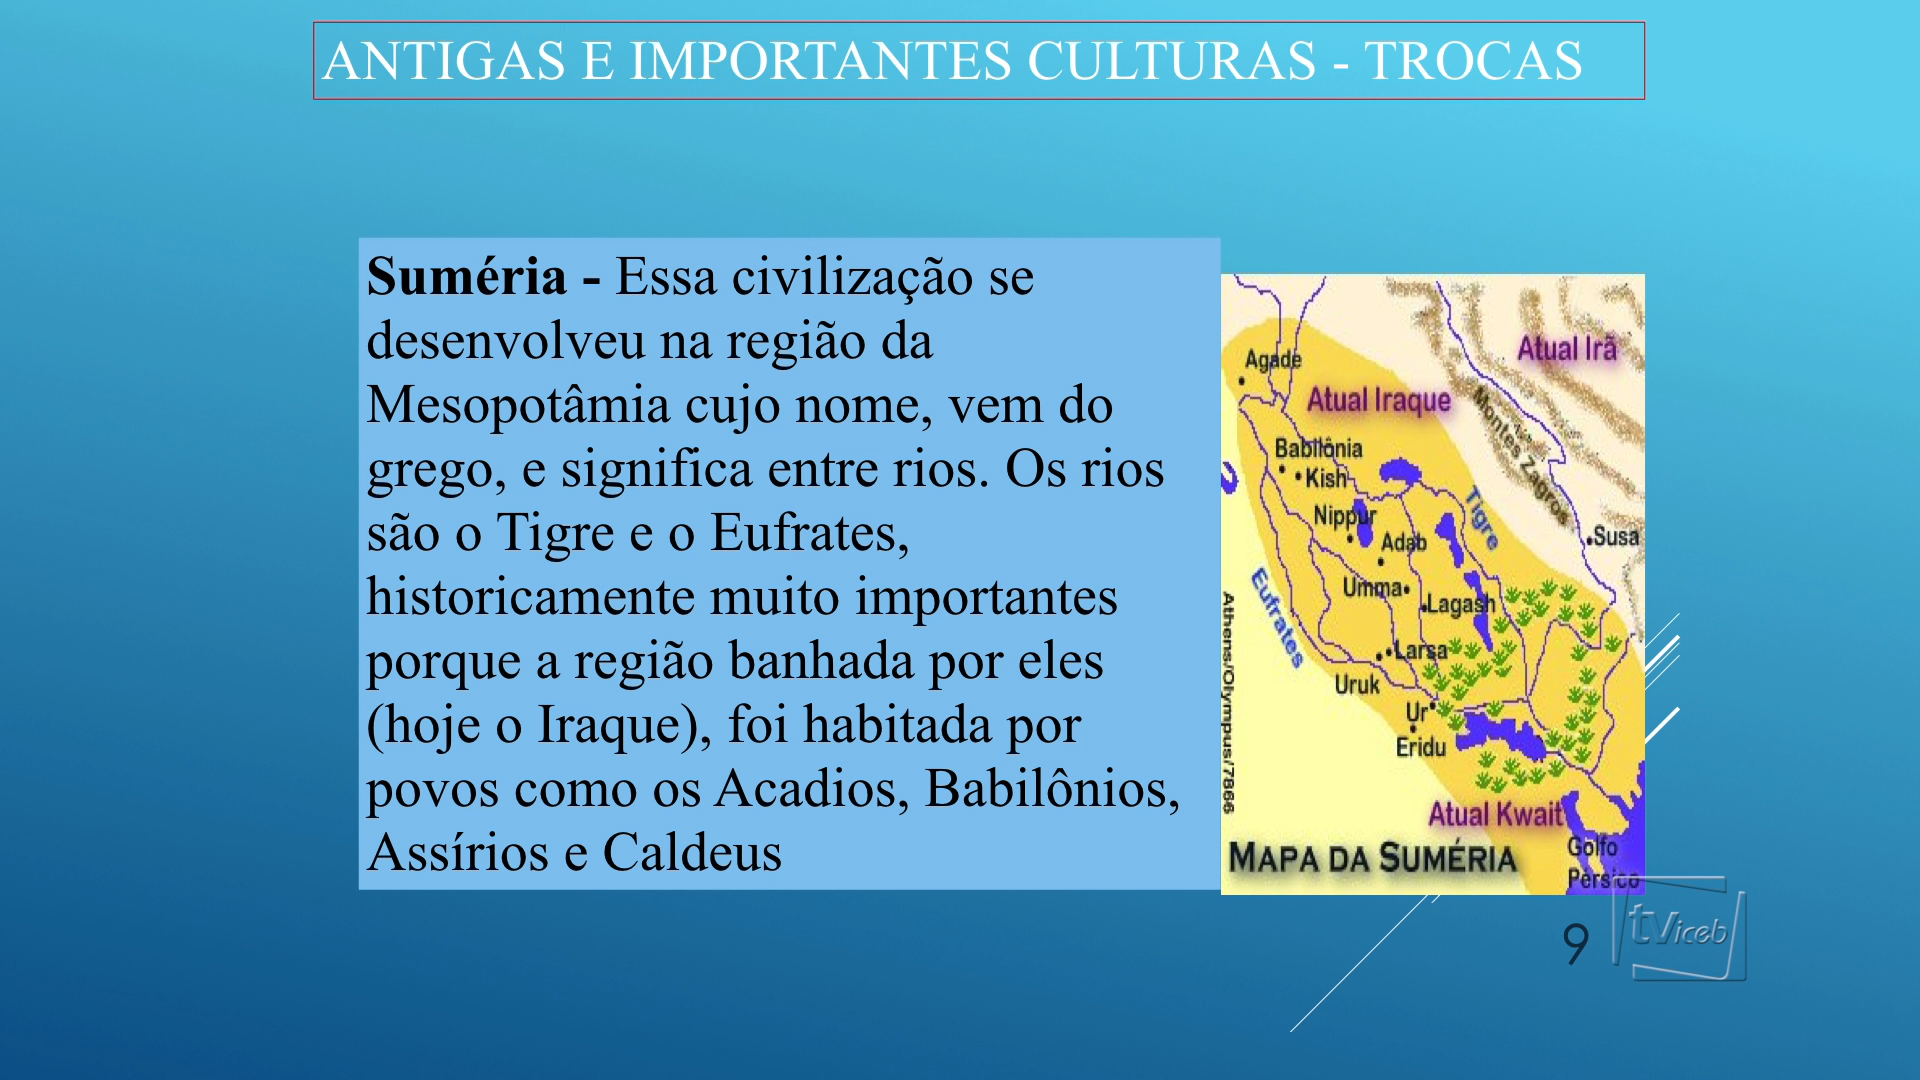 ANTIGAS E IMPORTANTES CULTURAS - TROCAS
Suméria - Essa civilização se
desenvolveu na região da
Mesopotâmia cujo nome, vem do
grego, e significa entre rios. Os rios
são o Tigre e o Eufrates,
historicamente muito importantes
porque a região banhada por eles
(hoje o Iraque), foi habitada por
povos como os Acadios, Babilônios,
Assírios e Caldeus
Atual Irã
Agade
Atual Iraque
Montes Zagros
Babilônia
Kish
Nippur
Tigre
Adab
Susa
Umma
Lagash
Eufrates
Larsa
Uruk
Ur
Eridu
Athens/Olympus/7866
Atual Kwait
Golfo
Pérsico
MAPA DA SUMÉRIA
9
tviceb